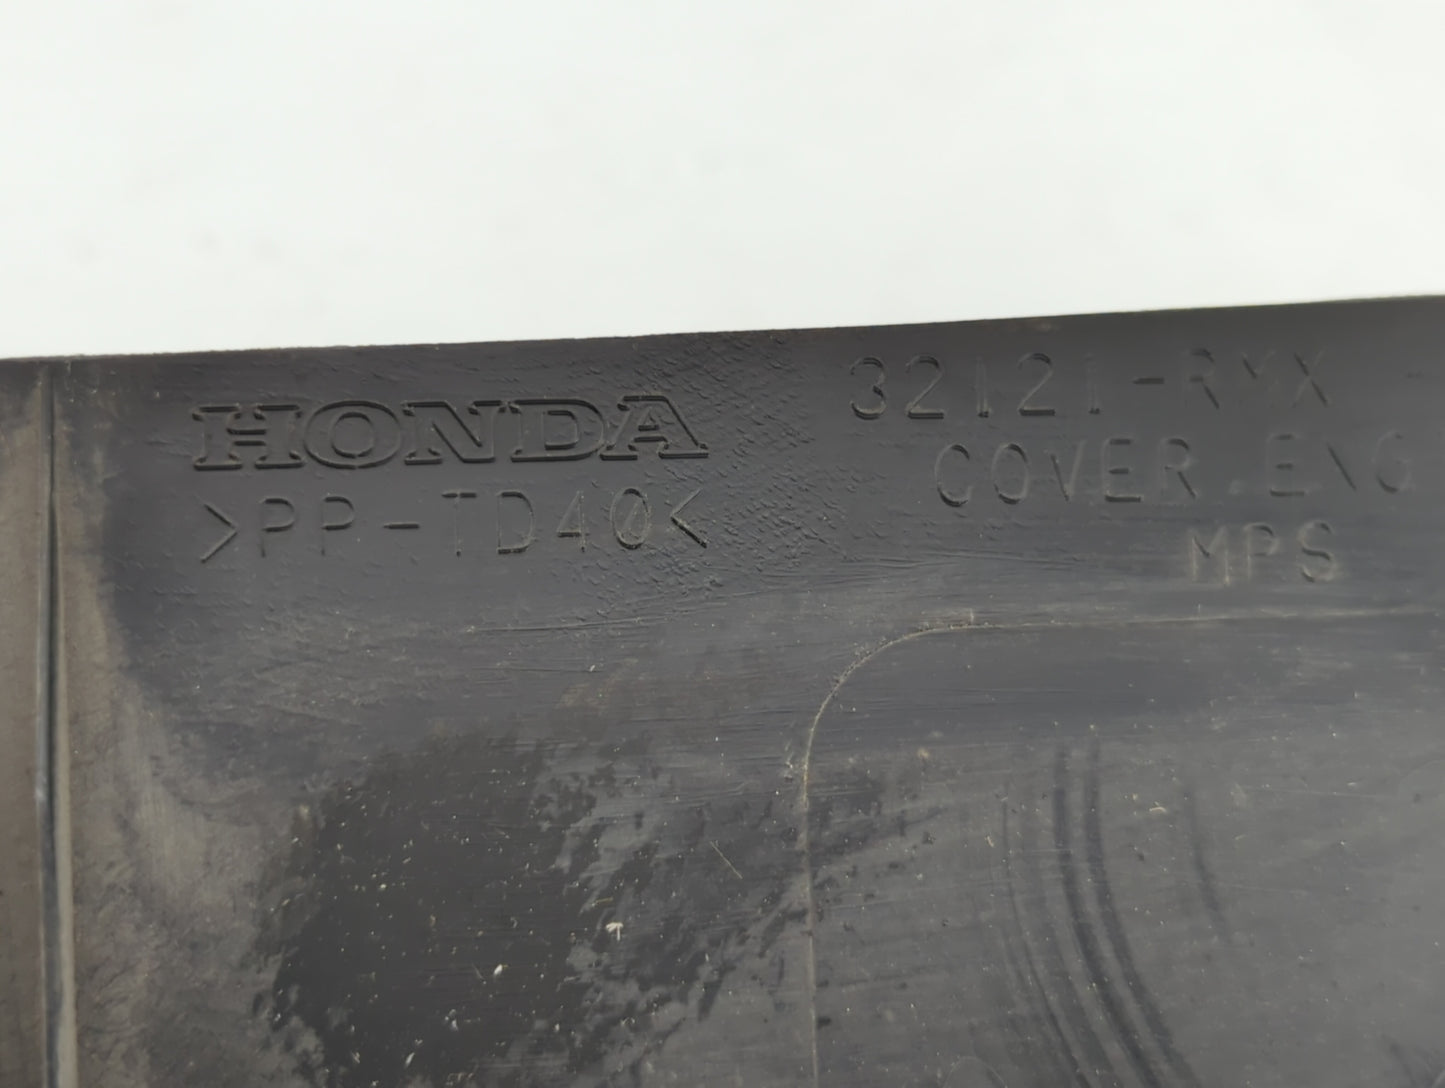 HONDA
>PP-TD40<
32121-RYX
COVER.ENG
MPS